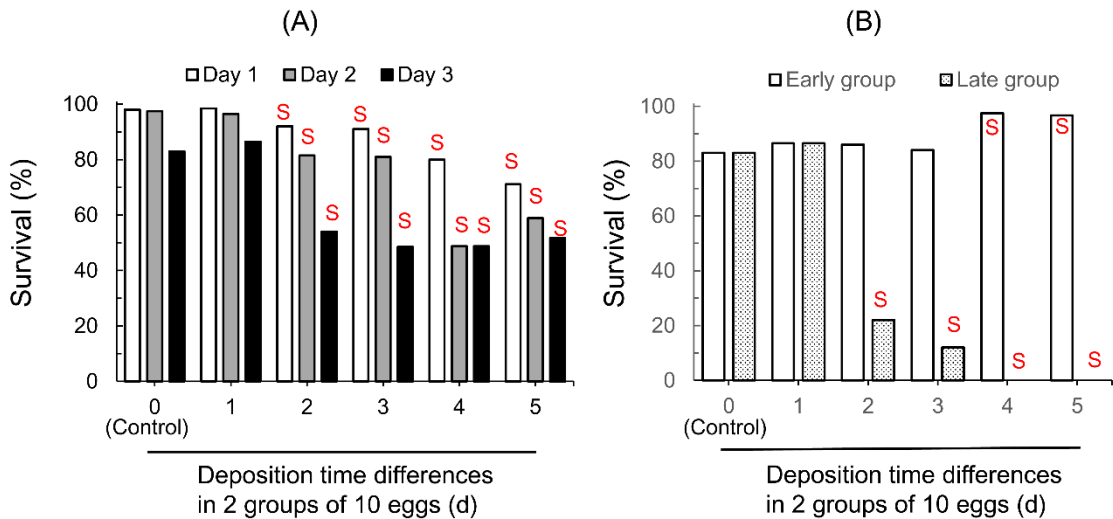 (A)
Day 1 Day 2 Day 3
Survival (%)
100
80
60
40
20
0
S S S S S S S S S S S S
0 1 2 3 4 5
(Control)
Deposition time differences
in 2 groups of 10 eggs (d)
(B)
Early group Late group
Survival (%)
100
80
60
40
20
0
S S S S S S
0 1 2 3 4 5
(Control)
Deposition time differences
in 2 groups of 10 eggs (d)